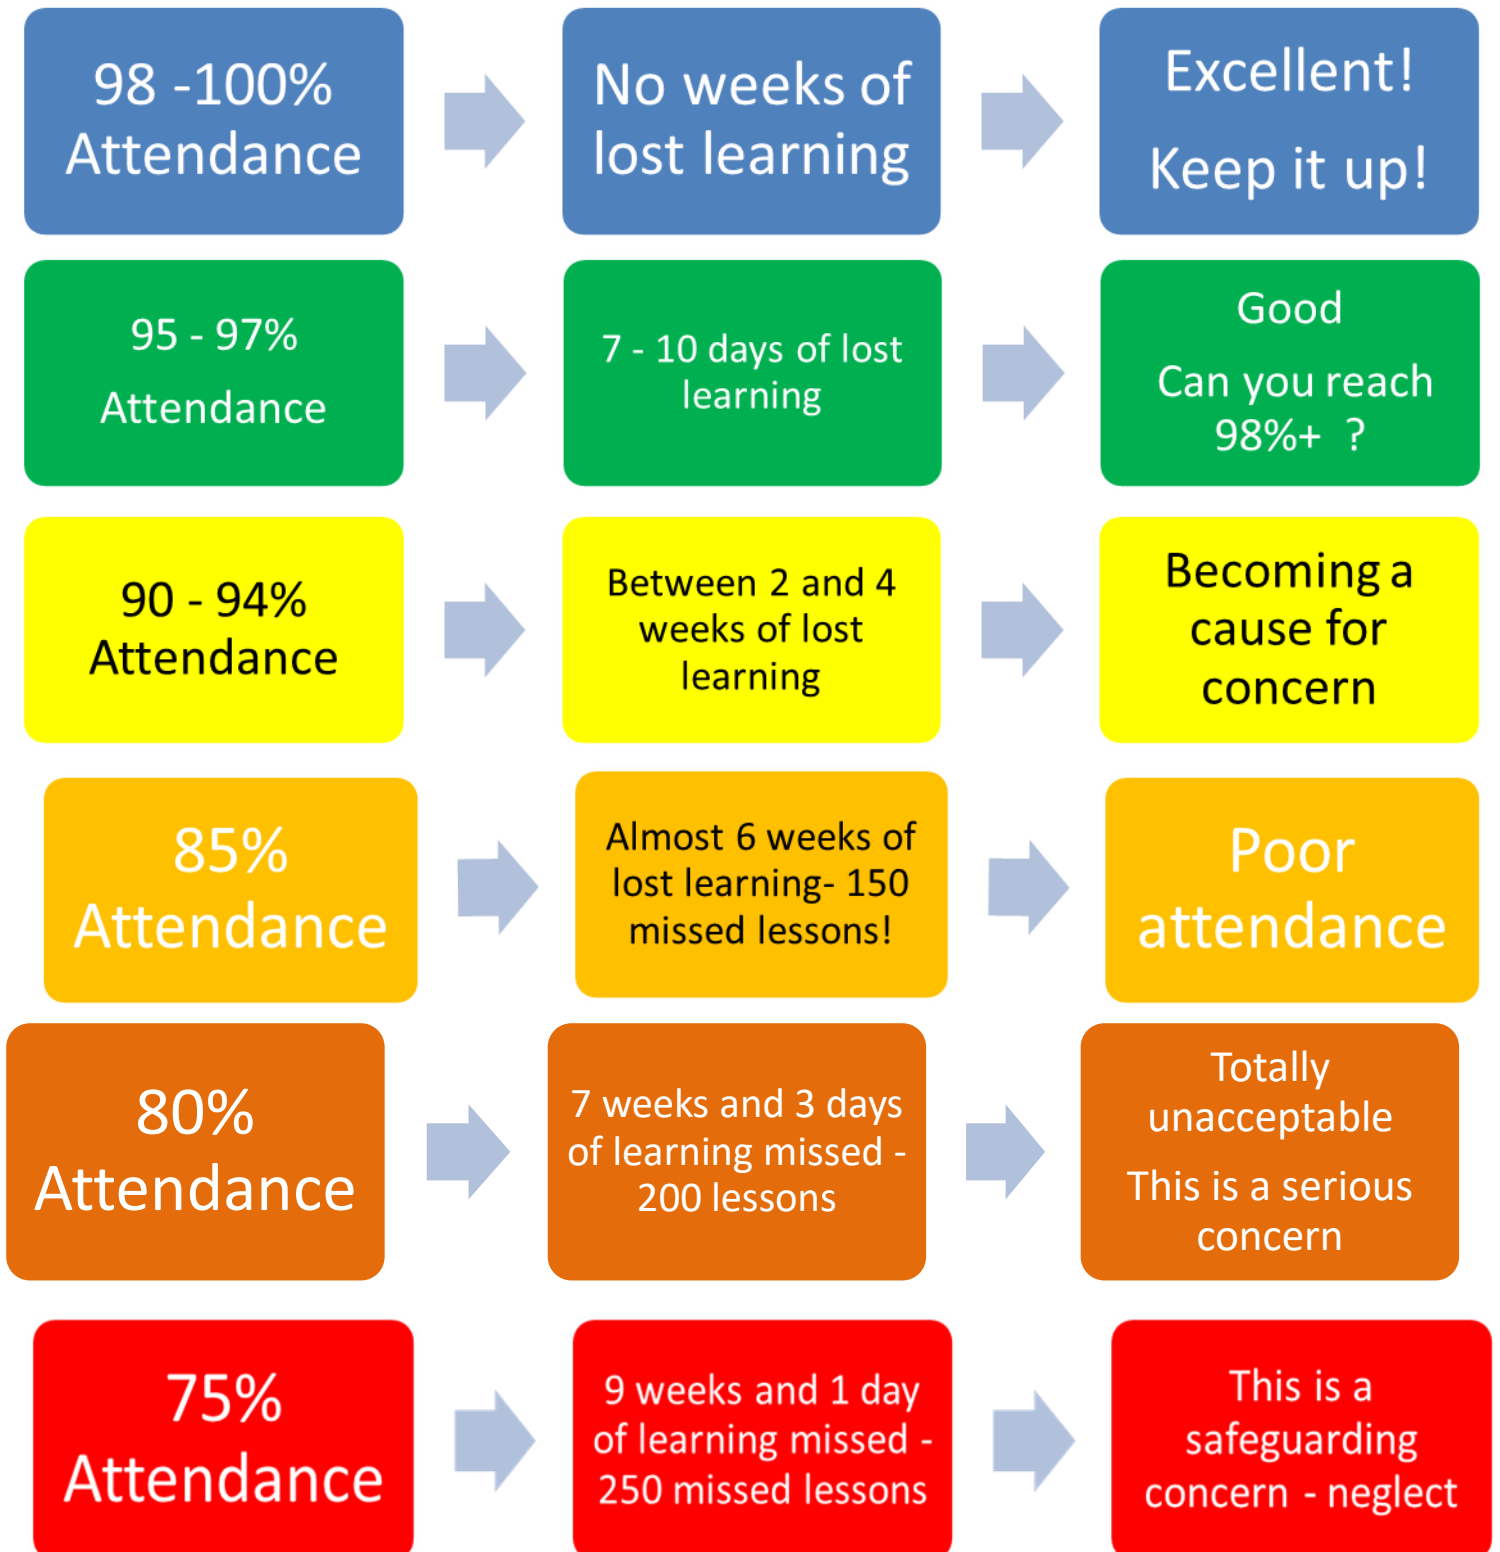 98 -100%
Attendance
No weeks of
lost learning
Excellent!
Keep it up!
95 - 97%
Attendance
7 - 10 days of lost
learning
Good
Can you reach
98%+ ?
90 - 94%
Attendance
Between 2 and 4
weeks of lost
learning
Becoming a
cause for
concern
85%
Attendance
Almost 6 weeks of
lost learning- 150
missed lessons!
Poor
attendance
80%
Attendance
7 weeks and 3 days
of learning missed -
200 lessons
Totally
unacceptable
This is a serious
concern
75%
Attendance
9 weeks and 1 day
of learning missed -
250 missed lessons
This is a
safeguarding
concern - neglect